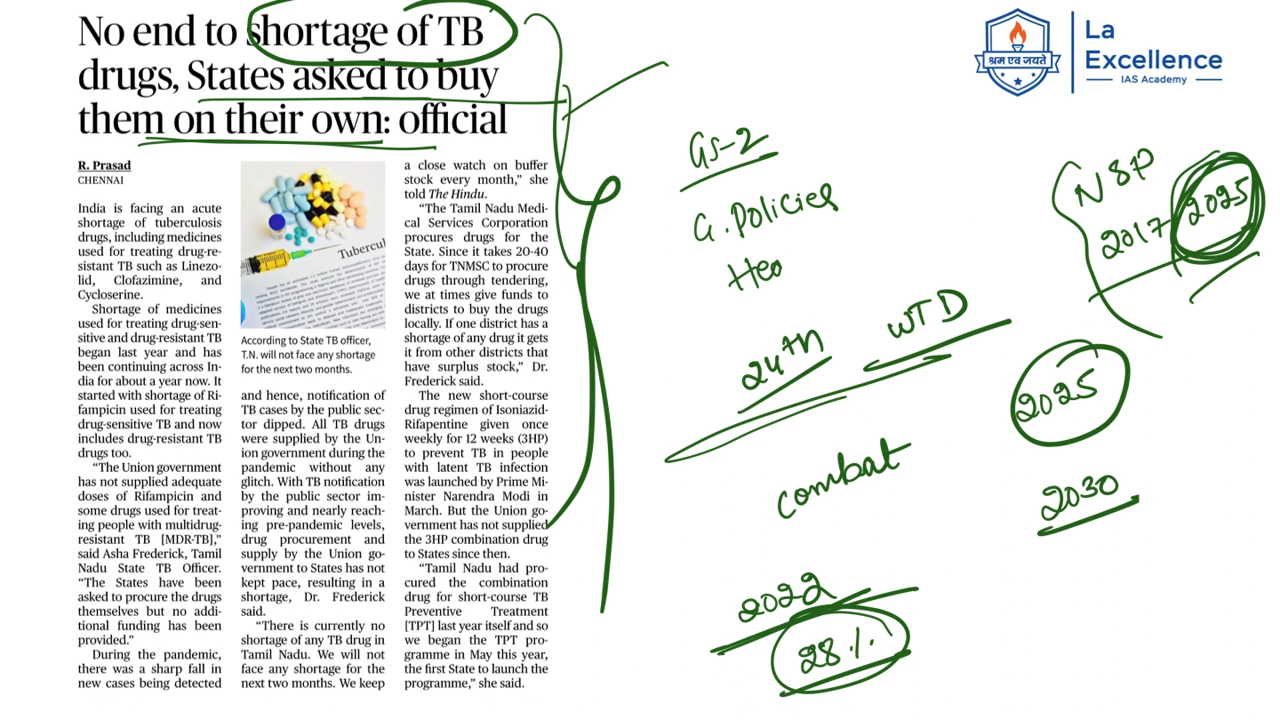 No end to shortage of TB
drugs, States asked to buy
them on their own: official
R. Prasad
CHENNAI
India is facing an acute
shortage of tuberculosis
drugs, including medicines
used for treating drug-re-
sistant TB such as Linezo-
lid, Clofazimine, and
Cycloserine.
Shortage of medicines
used for treating drug-sen-
sitive and drug-resistant TB
began last year and has
been continuing across In-
dia for about a year now. It
started with shortage of Ri-
fampicin used for treating
drug-sensitive TB and now
includes drug-resistant TB
drugs too.
“The Union government
has not supplied adequate
doses of Rifampicin and
some drugs used for treat-
ing people with multidrug-
resistant TB [MDR-TB],”
said Asha Frederick, Tamil
Nadu State TB Officer.
“The States have been
asked to procure the drugs
themselves but no addi-
tional funding has been
provided.”
During the pandemic,
there was a sharp fall in
new cases being detected
Tubercul
According to State TB officer,
T.N. will not face any shortage
for the next two months.
and hence, notification of
TB cases by the public sec-
tor dipped. All TB drugs
were supplied by the Un-
ion government during the
pandemic without any
glitch. With TB notification
by the public sector im-
proving and nearly reach-
ing pre-pandemic levels,
drug procurement and
supply by the Union go-
vernment to States has not
kept pace, resulting in a
shortage, Dr. Frederick
said.
“There is currently no
shortage of any TB drug in
Tamil Nadu. We will not
face any shortage for the
next two months. We keep
a close watch on buffer
stock every month,” she
told The Hindu.
“The Tamil Nadu Medi-
cal Services Corporation
procures drugs for the
State. Since it takes 20-40
days for TNMSC to procure
drugs through tendering,
we at times give funds to
districts to buy the drugs
locally. If one district has a
shortage of any drug it gets
it from other districts that
have surplus stock,” Dr.
Frederick said.
The new short-course
drug regimen of Isoniazid-
Rifapentine given once
weekly for 12 weeks (3HP)
to prevent TB in people
with latent TB infection
was launched by Prime Mi-
nister Narendra Modi in
March. But the Union go-
vernment has not supplied
the 3HP combination drug
to States since then.
“Tamil Nadu had pro-
cured the combination
drug for short-course TB
Preventive Treatment
[TPT] last year itself and so
we began the TPT pro-
gramme in May this year,
the first State to launch the
programme,” she said.
GS-2
G. Policies
Hea
24th WTD
combat
2022
28%
NSP
2017 2025
2025
2030
श्रम एव जयते
La
Excellence
IAS Academy